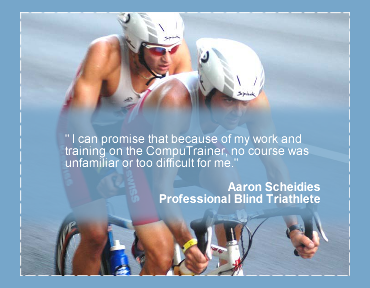 " I can promise that because of my work and
training on the CompuTrainer, no course was
unfamiliar or too difficult for me."
Aaron Scheidies
Professional Blind Triathlete